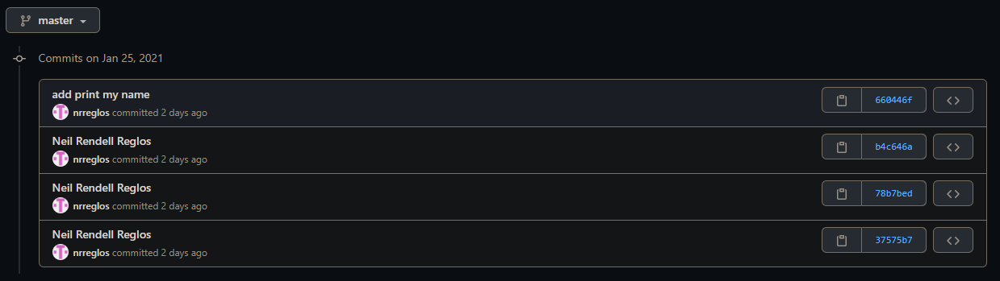 master
Commits on Jan 25, 2021
add print my name
660446f
nrreglos committed 2 days ago
Neil Rendell Reglos
b4c646a
nrreglos committed 2 days ago
Neil Rendell Reglos
78b7bed
nrreglos committed 2 days ago
Neil Rendell Reglos
37575b7
nrreglos committed 2 days ago